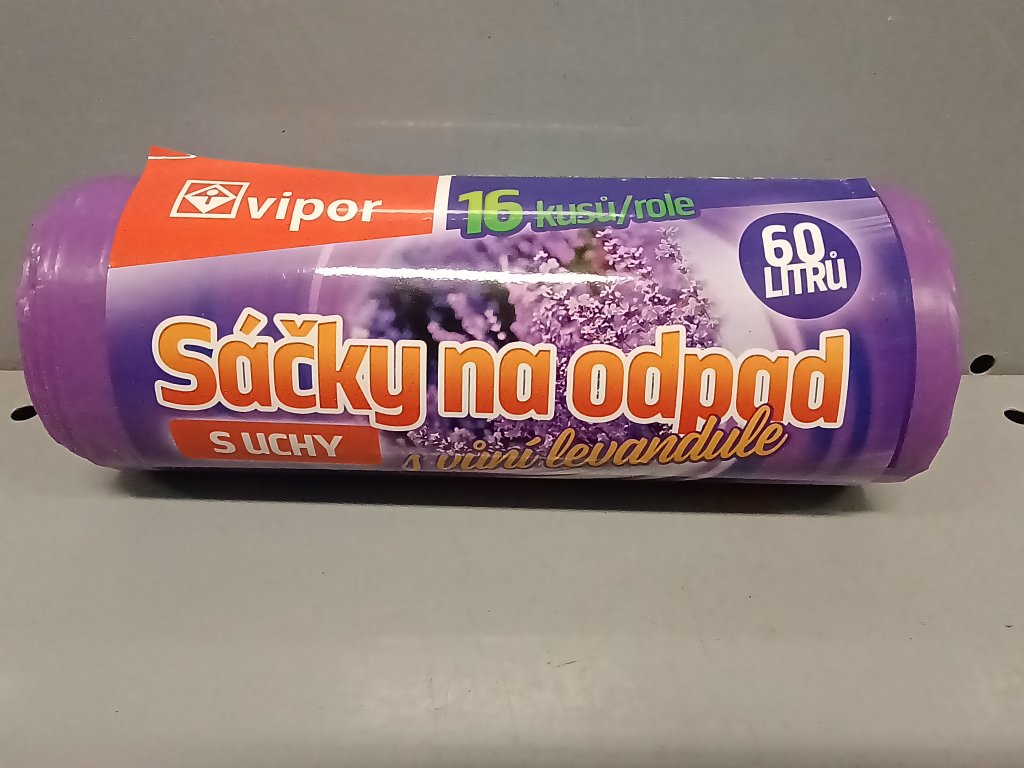 vipor
16 kusů/role
60
LITRŮ
Sáčky na odpad
S UCHY
s vůní levandule